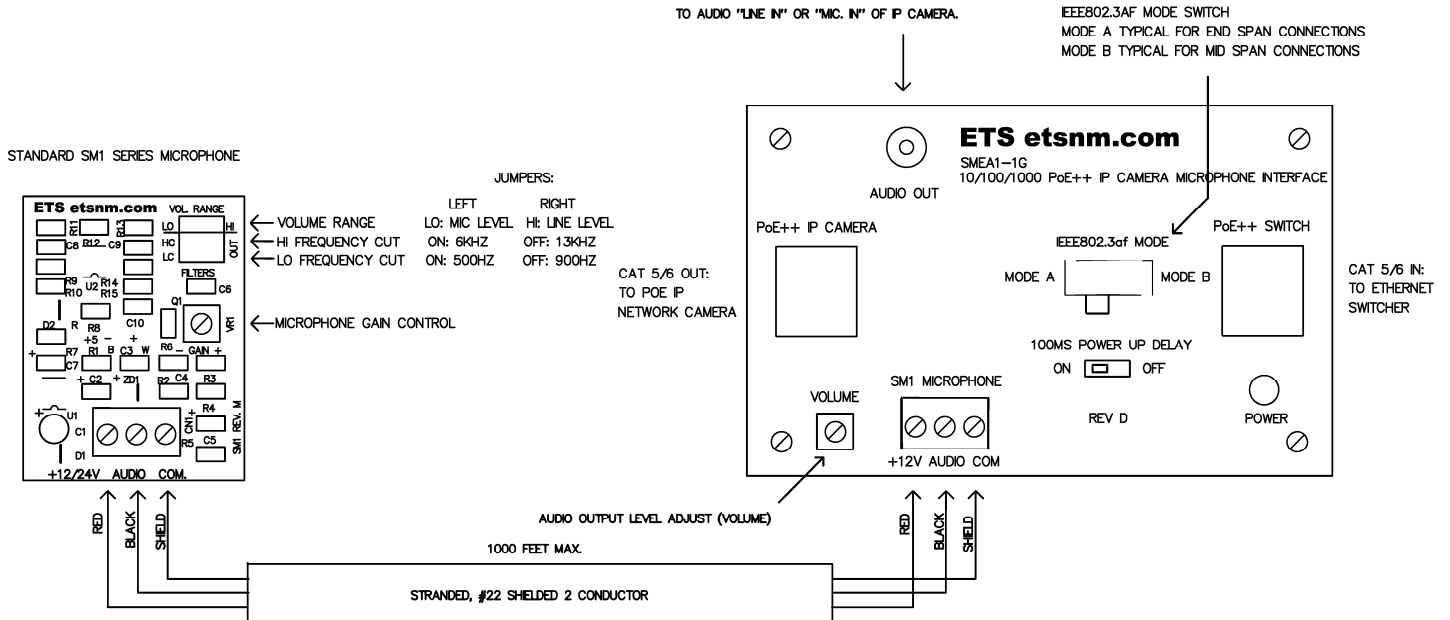 TO AUDIO "LINE IN" OR "MIC. IN" OF IP CAMERA.
IEEE802.3AF MODE SWITCH
MODE A TYPICAL FOR END SPAN CONNECTIONS
MODE B TYPICAL FOR MID SPAN CONNECTIONS
STANDARD SM1 SERIES MICROPHONE
ETS etsnm.com
VOL RANGE
LO
HI
HC
LC
OUT
FILTERS
R11
R13
C8
R12
C9
R9
R10
U2
R14
R15
C6
Q1
VR1
D2
R
R8
C10
+5
-
+
+
R7
C7
R1
B
C3
W
R6
- GAIN +
+
C2
+
ZD1
R2
C4
R3
+
U1
C1
D1
CN1+
R4
R5
C5
SM1 REV. M
+12/24V AUDIO COM.
JUMPERS:
LEFT RIGHT
VOLUME RANGE LO: MIC LEVEL HI: LINE LEVEL
HI FREQUENCY CUT ON: 6KHZ OFF: 13KHZ
LO FREQUENCY CUT ON: 500HZ OFF: 900HZ
MICROPHONE GAIN CONTROL
CAT 5/6 OUT:
TO POE IP
NETWORK CAMERA
AUDIO OUT
ETS etsnm.com
SMEA1-1G
10/100/1000 PoE++ IP CAMERA MICROPHONE INTERFACE
PoE++ IP CAMERA
IEEE802.3af MODE
MODE A
MODE B
PoE++ SWITCH
CAT 5/6 IN:
TO ETHERNET
SWITCHER
100MS POWER UP DELAY
ON
OFF
VOLUME
SM1 MICROPHONE
+12V AUDIO COM
REV D
POWER
AUDIO OUTPUT LEVEL ADJUST (VOLUME)
RED
BLACK
SHIELD
RED
BLACK
SHIELD
1000 FEET MAX.
STRANDED, #22 SHIELDED 2 CONDUCTOR